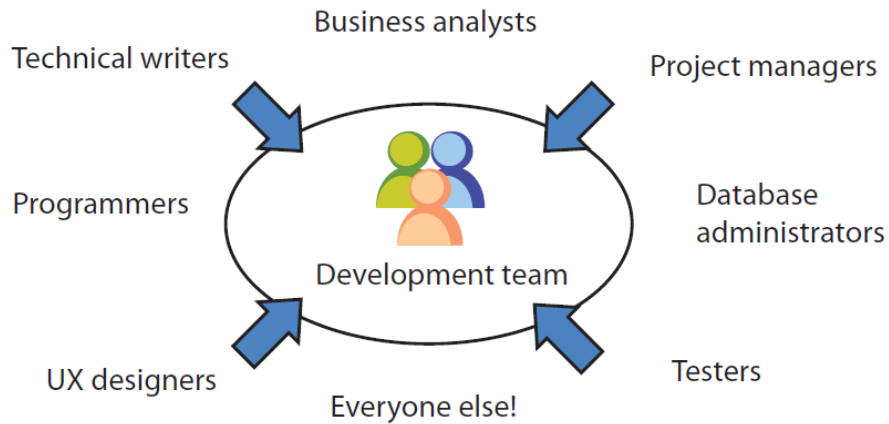 Business analysts
Technical writers
Project managers
Programmers
Database
administrators
Development team
UX designers
Testers
Everyone else!